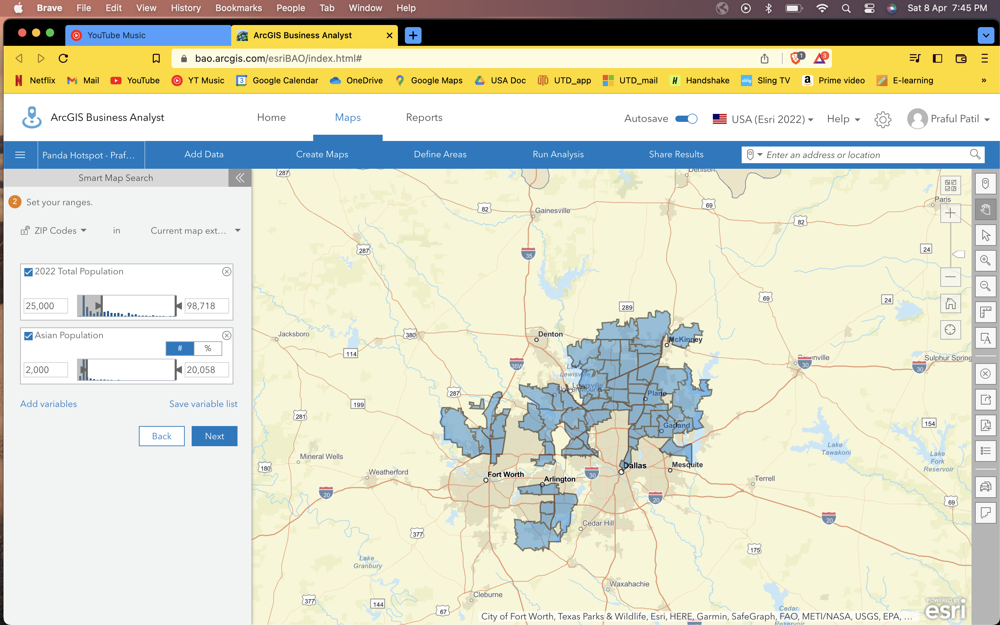 Brave File Edit View History Bookmarks People Tab Window Help Sat 8 Apr 7:45 PM
YouTube Music ArcGIS Business Analyst
bao.arcgis.com/esriBAO/index.html# 1 3
Netflix Mail YouTube YT Music 3 Google Calendar OneDrive Google Maps USA Doc UTD_app UTD_mail Handshake sling Sling TV Prime video E-learning »
ArcGIS Business Analyst Home Maps Reports Autosave USA (Esri 2022) Help Praful Patil
Panda Hotspot - Praf... Add Data Create Maps Define Areas Run Analysis Share Results Enter an address or location
Smart Map Search
2 Set your ranges.
ZIP Codes in Current map ext...
2022 Total Population
25,000 98,718
Asian Population
# %
2,000 20,058
Add variables Save variable list
Back Next
287
Denison
Paris
82
69
Gainesville
82
287
35
24
289
69
24
Jacksboro
380
Denton
McKinney
114
35W
30
Sulphur Spring
30
Lake
Lewisville
Lewisville
Flower Mound
287
Plano
199
281
Garland
154
Lake
Tawakoni
Lake
Fork
Reservoir
Mineral Wells
180
Weatherford
Fort Worth
30
Dallas
Mesquite
Arlington
Terrell
20
20
69
20
Cedar Hill
377
175
Lake
Granbury
Waxahachie
Cleburne
377
144
67
Cedar
Reservoir
POWERED BY
esri
City of Fort Worth, Texas Parks & Wildlife, Esri, HERE, Garmin, SafeGraph, FAO, METI/NASA, USGS, EPA, ...